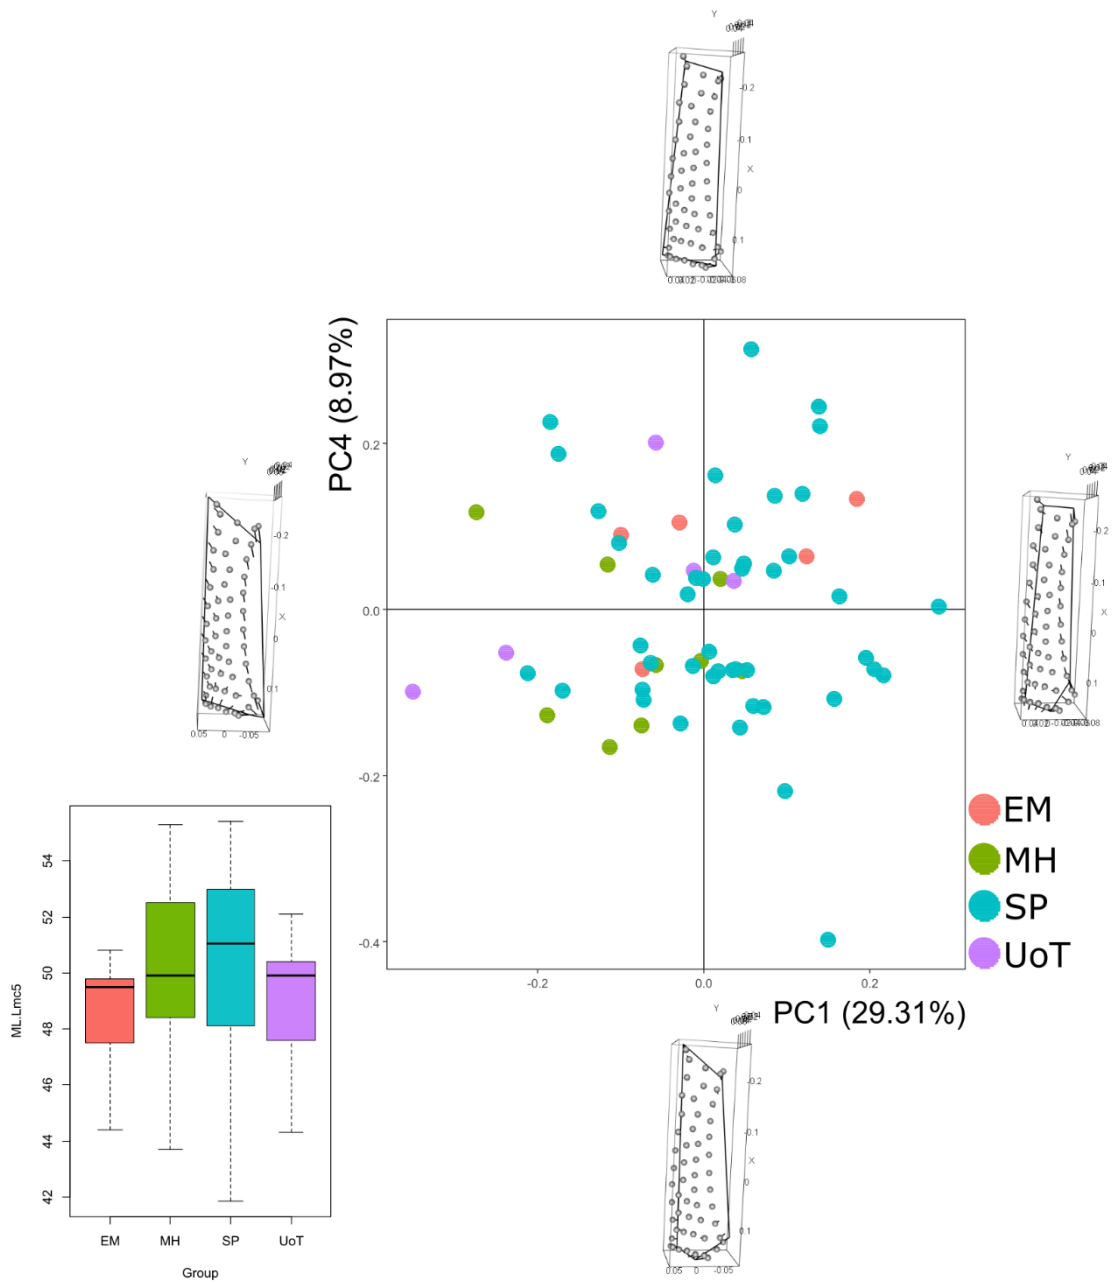 Y
-0.2
-0.1
X
0
0.1
PC4 (8.97%)
0.2
0.0
-0.2
-0.4
-0.2
0.0
0.2
PC1 (29.31%)
Y
-0.2
-0.1
X
0
0.1
0.05
0
-0.05
Y
-0.2
-0.1
X
0
0.1
EM
MH
SP
UoT
54
52
50
48
46
44
42
ML.Lmc5
EM
MH
SP
UoT
Group
Y
-0.2
-0.1
X
0
0.1
0.05
0
-0.05